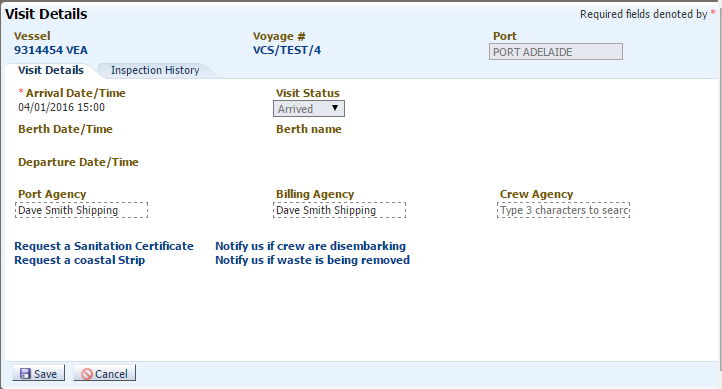 Visit Details
Required fields denoted by *
Vessel Voyage # Port
9314454 VEA VCS/TEST/4 PORT ADELAIDE
Visit Details Inspection History
* Arrival Date/Time Visit Status
04/01/2016 15:00 Arrived
Berth Date/Time Berth name
Departure Date/Time
Port Agency Billing Agency Crew Agency
Dave Smith Shipping Dave Smith Shipping Type 3 characters to searc
Request a Sanitation Certificate Notify us if crew are disembarking
Request a coastal Strip Notify us if waste is being removed
Save Cancel